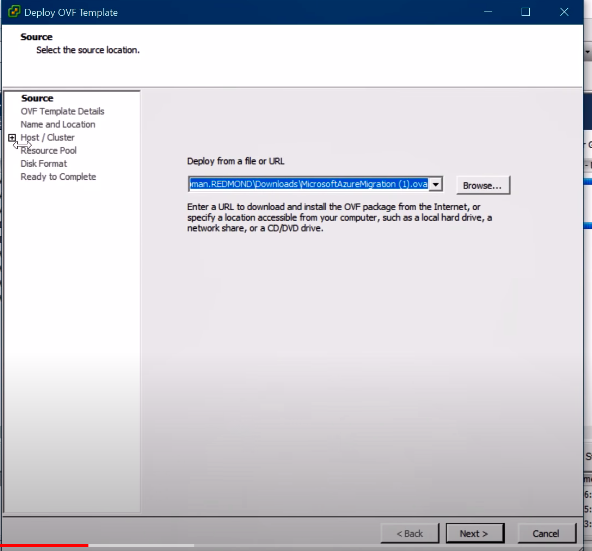 Deploy OVF Template
Source
Select the source location.
Source
OVF Template Details
Name and Location
Host / Cluster
Resource Pool
Disk Format
Ready to Complete
Deploy from a file or URL
man.REDMOND\Downloads\MicrosoftAzureMigration (1).ova
Browse...
Enter a URL to download and install the OVF package from the Internet, or
specify a location accessible from your computer, such as a local hard drive, a
network share, or a CD/DVD drive.
< Back
Next >
Cancel